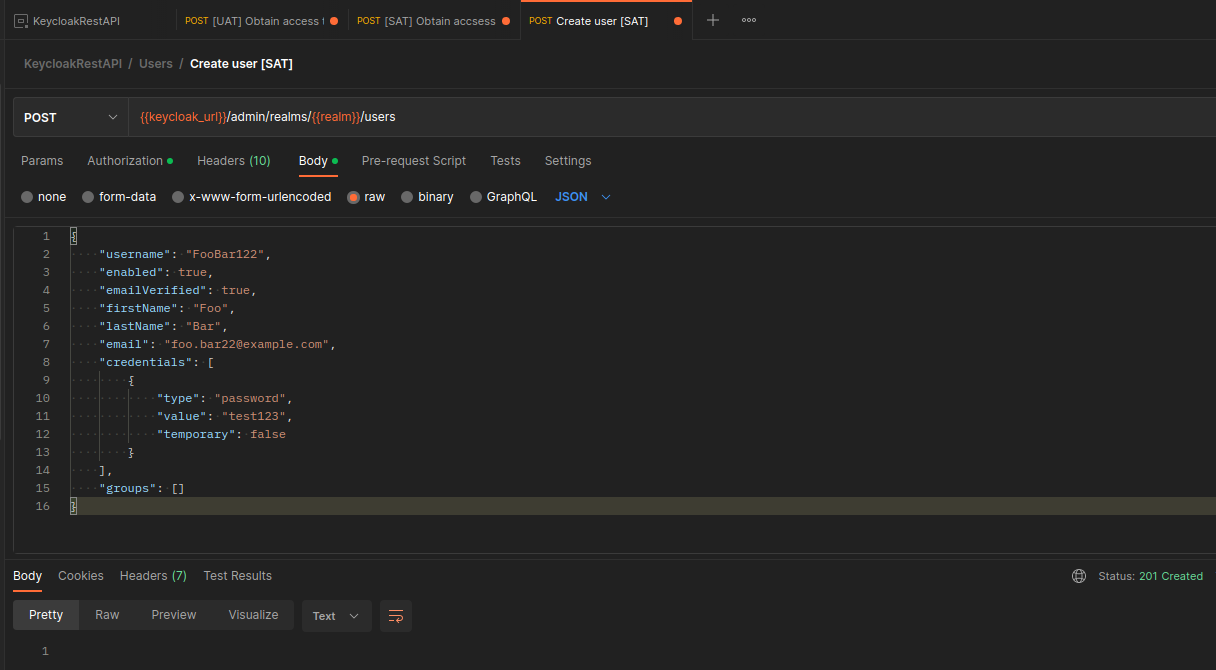 KeycloakRestAPI POST [UAT] Obtain access t POST [SAT] Obtain accsess POST Create user [SAT]
KeycloakRestAPI / Users / Create user [SAT]
POST {{keycloak_url}}/admin/realms/{{realm}}/users
Params Authorization Headers (10) Body Pre-request Script Tests Settings
none form-data x-www-form-urlencoded raw binary GraphQL JSON
1 {
2 "username": "FooBar122",
3 "enabled": true,
4 "emailVerified": true,
5 "firstName": "Foo",
6 "lastName": "Bar",
7 "email": "foo.bar22@example.com",
8 "credentials": [
9 {
10 "type": "password",
11 "value": "test123",
12 "temporary": false
13 }
14 ],
15 "groups": []
16 }
Body Cookies Headers (7) Test Results Status: 201 Created
Pretty Raw Preview Visualize Text
1